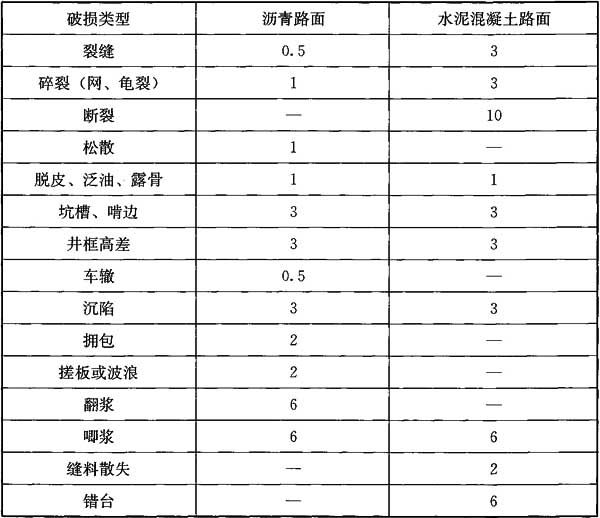 破损类型 沥青路面 水泥混凝土路面
裂缝 0.5 3
碎裂（网、龟裂） 1 3
断裂 — 10
松散 1 —
脱皮、泛油、露骨 1 1
坑槽、啃边 3 3
井框高差 3 3
车辙 0.5 —
沉陷 3 3
拥包 2 —
搓板或波浪 2 —
翻浆 6 —
唧浆 6 6
缝料散失 — 2
错台 — 6